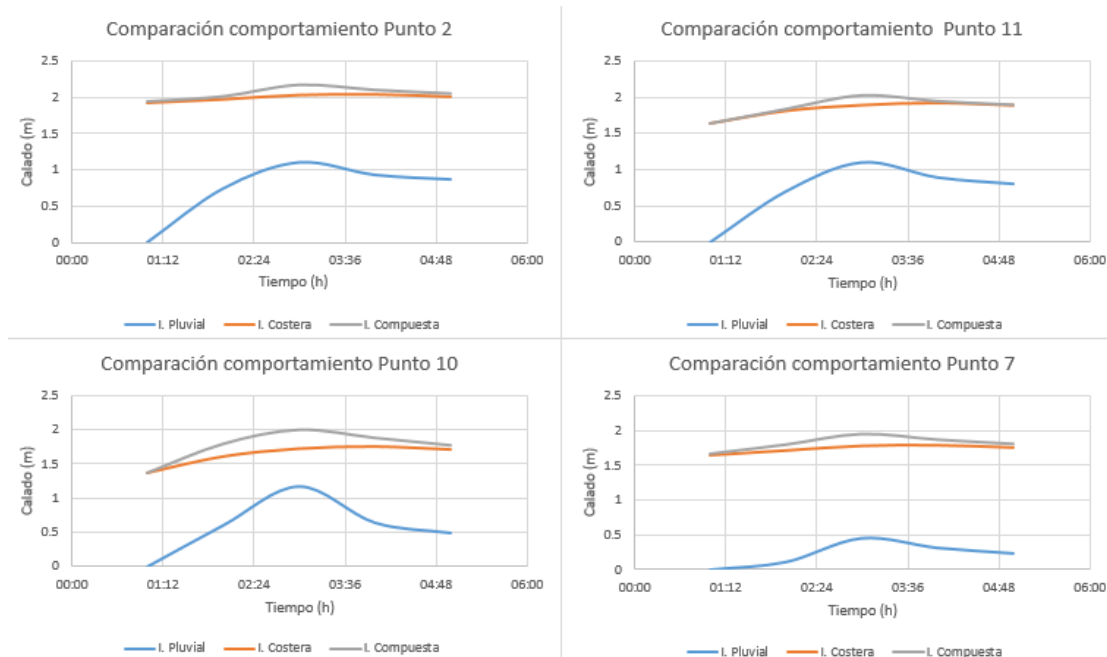 Comparación comportamiento Punto 2
2.5
2
1.5
1
0.5
0
Calado (m)
00:00 01:12 02:24 03:36 04:48 06:00
Tiempo (h)
I. Pluvial I. Costera I. Compuesta
Comparación comportamiento Punto 11
2.5
2
1.5
1
0.5
0
Calado (m)
00:00 01:12 02:24 03:36 04:48 06:00
Tiempo (h)
I. Pluvial I. Costera I. Compuesta
Comparación comportamiento Punto 10
2.5
2
1.5
1
0.5
0
Calado (m)
00:00 01:12 02:24 03:36 04:48 06:00
Tiempo (h)
I. Pluvial I. Costera I. Compuesta
Comparación comportamiento Punto 7
2.5
2
1.5
1
0.5
0
Calado (m)
00:00 01:12 02:24 03:36 04:48 06:00
Tiempo (h)
I. Pluvial I. Costera I. Compuesta